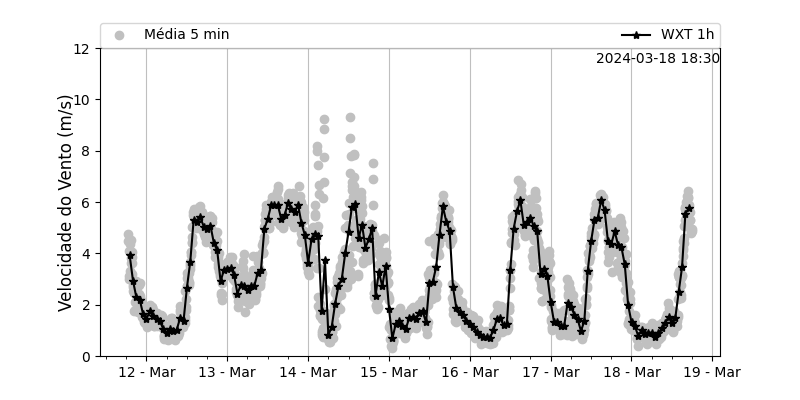 Média 5 min WXT 1h
2024-03-18 18:30
Velocidade do Vento (m/s)
12
10
8
6
4
2
0
12 - Mar 13 - Mar 14 - Mar 15 - Mar 16 - Mar 17 - Mar 18 - Mar 19 - Mar